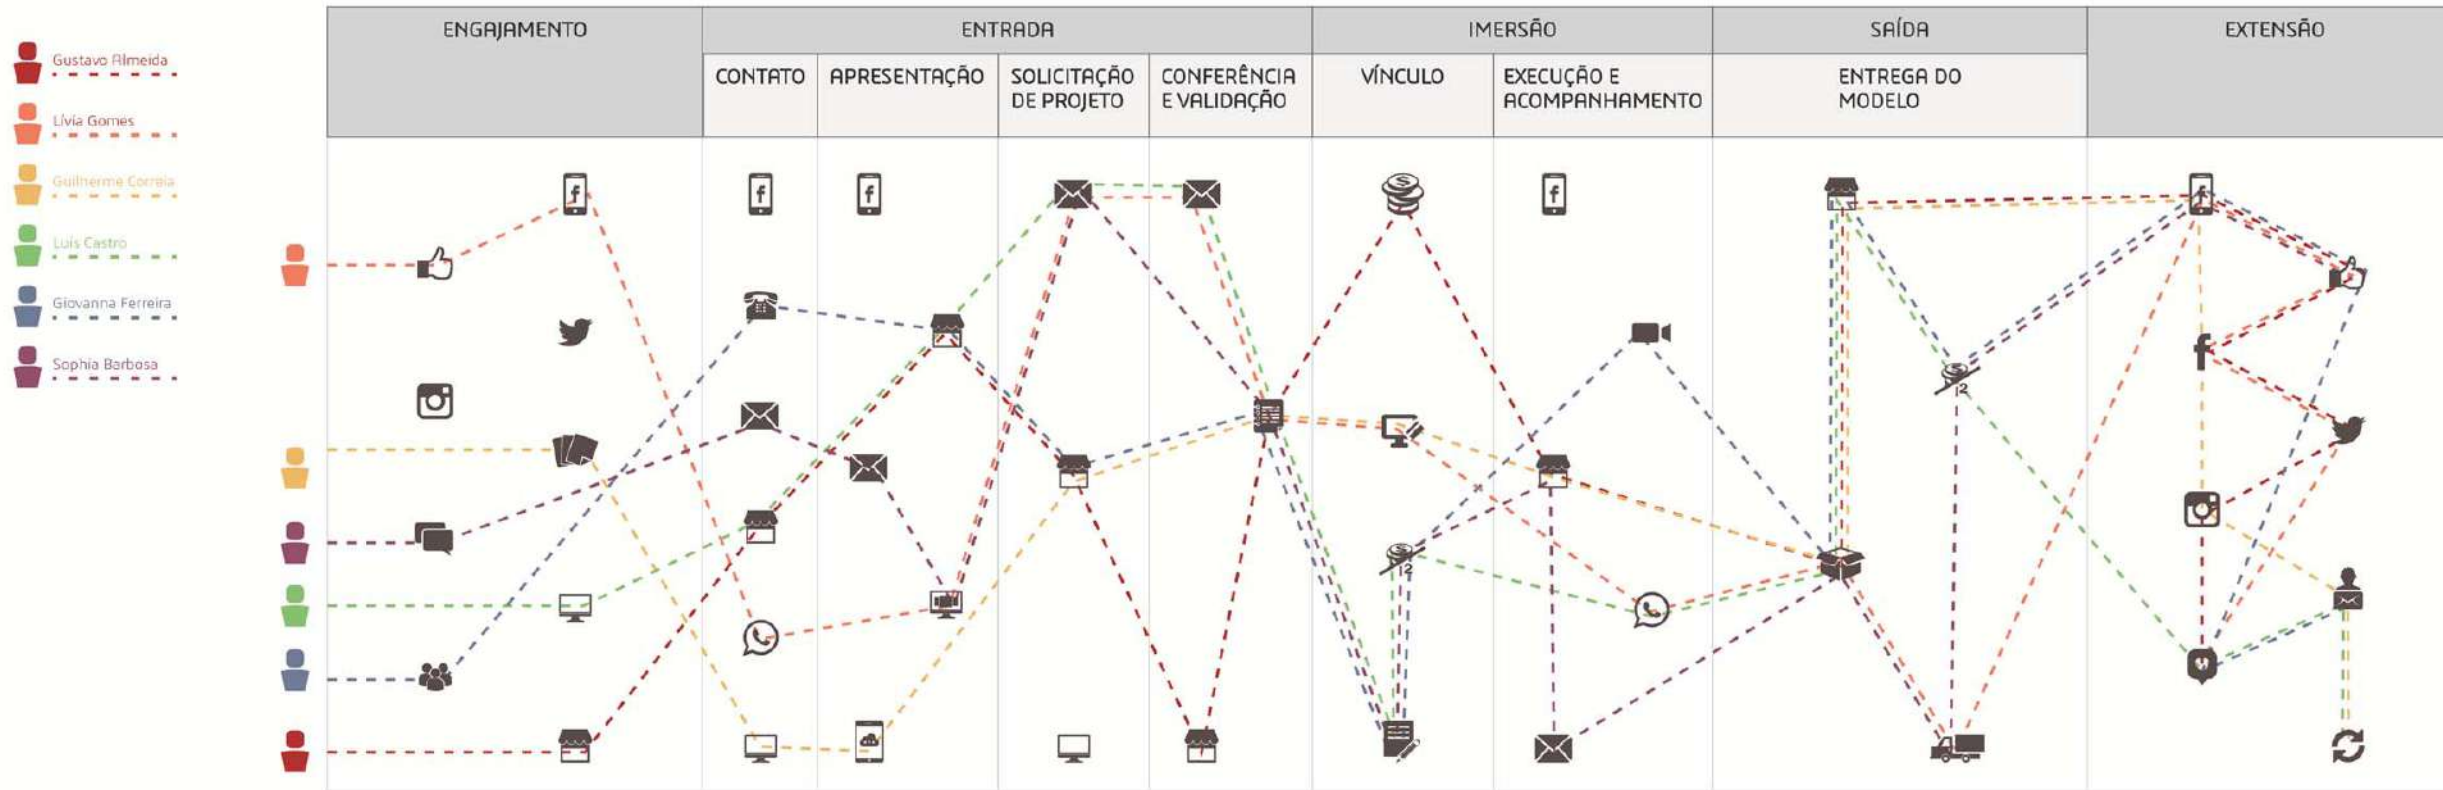 ENGAJAMENTO
ENTRADA
IMERSÃO
SAÍDA
EXTENSÃO
CONTATO
APRESENTAÇÃO
SOLICITAÇÃO
DE PROJETO
CONFERÊNCIA
E VALIDAÇÃO
VÍNCULO
EXECUÇÃO E
ACOMPANHAMENTO
ENTREGA DO
MODELO
Gustavo Almeida
Lívia Gomes
Guilherme Correia
Luís Castro
Giovanna Ferreira
Sophia Barbosa